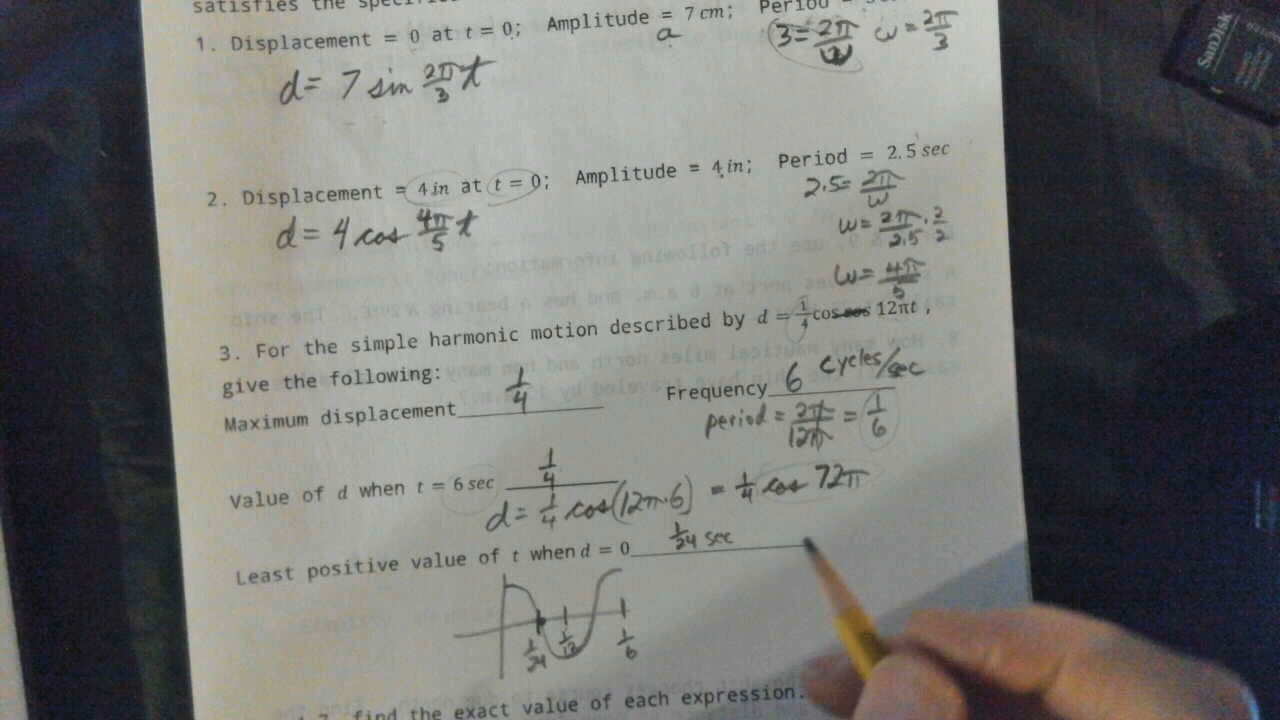 satisfies the
1. Displacement = 0 at t = 0; Amplitude = 7 cm; Period =
a 3 = 2π/ω ω = 2π/3
d = 7 sin 2π/3 t
2. Displacement = 4 in at t = 0; Amplitude = 4 in; Period = 2.5 sec
2.5 = 2π/ω
d = 4 cos 4π/5 t
ω = 2π/2.5 · 2/2
ω = 4π/5
3. For the simple harmonic motion described by d = 1/4 cos 12πt,
give the following:
Maximum displacement 1/4 Frequency 6 cycles/sec
period = 2π/12π = 1/6
Value of d when t = 6 sec 1/4
d = 1/4 cos(12π·6) = 1/4 cos 72π
Least positive value of t when d = 0 1/24 sec
1/24 1/12 1/6
find the exact value of each expression.
SanDisk